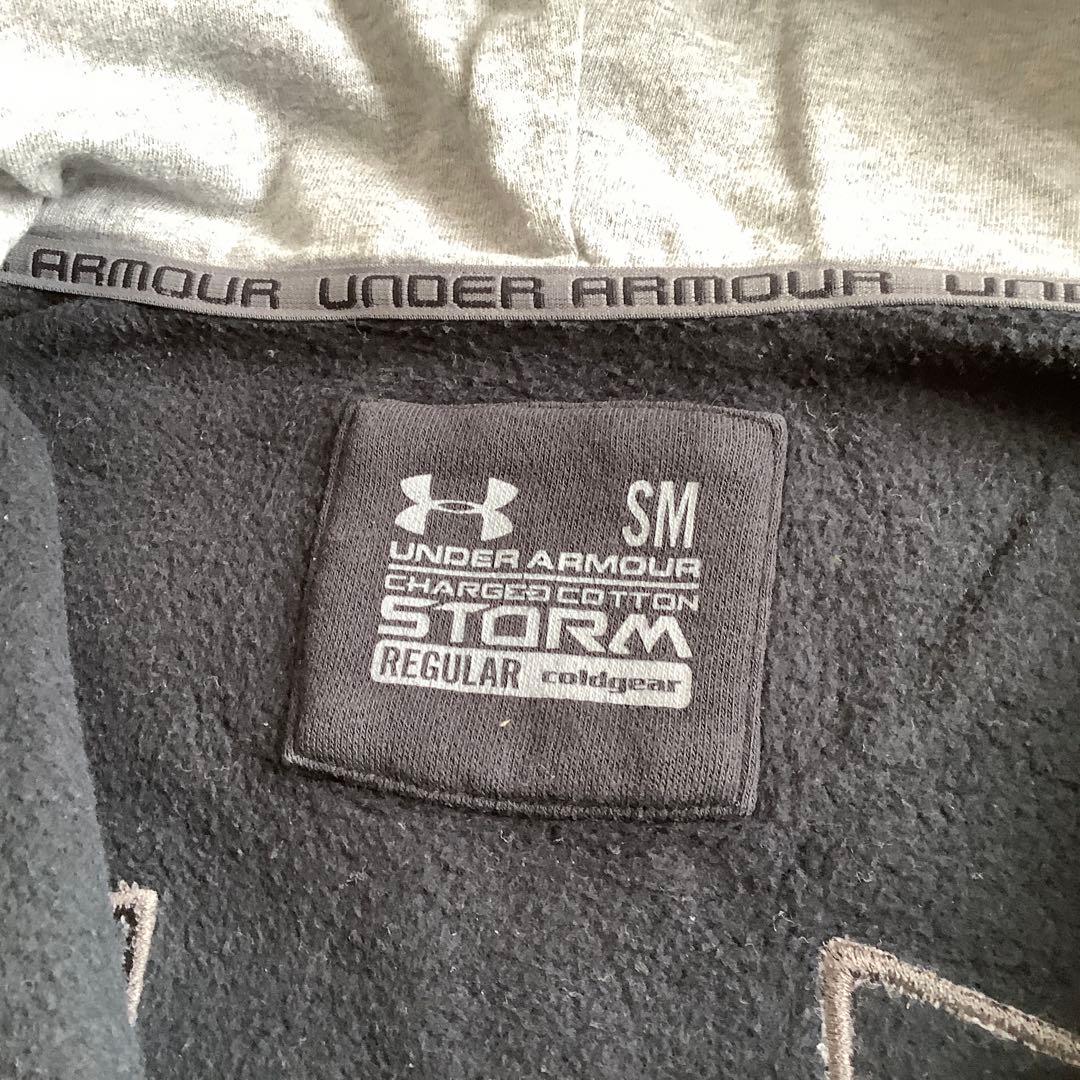 ARMOUR UNDER ARMOUR UND
SM
UNDER ARMOUR
CHARGED COTTON
STORM
REGULAR coldgear